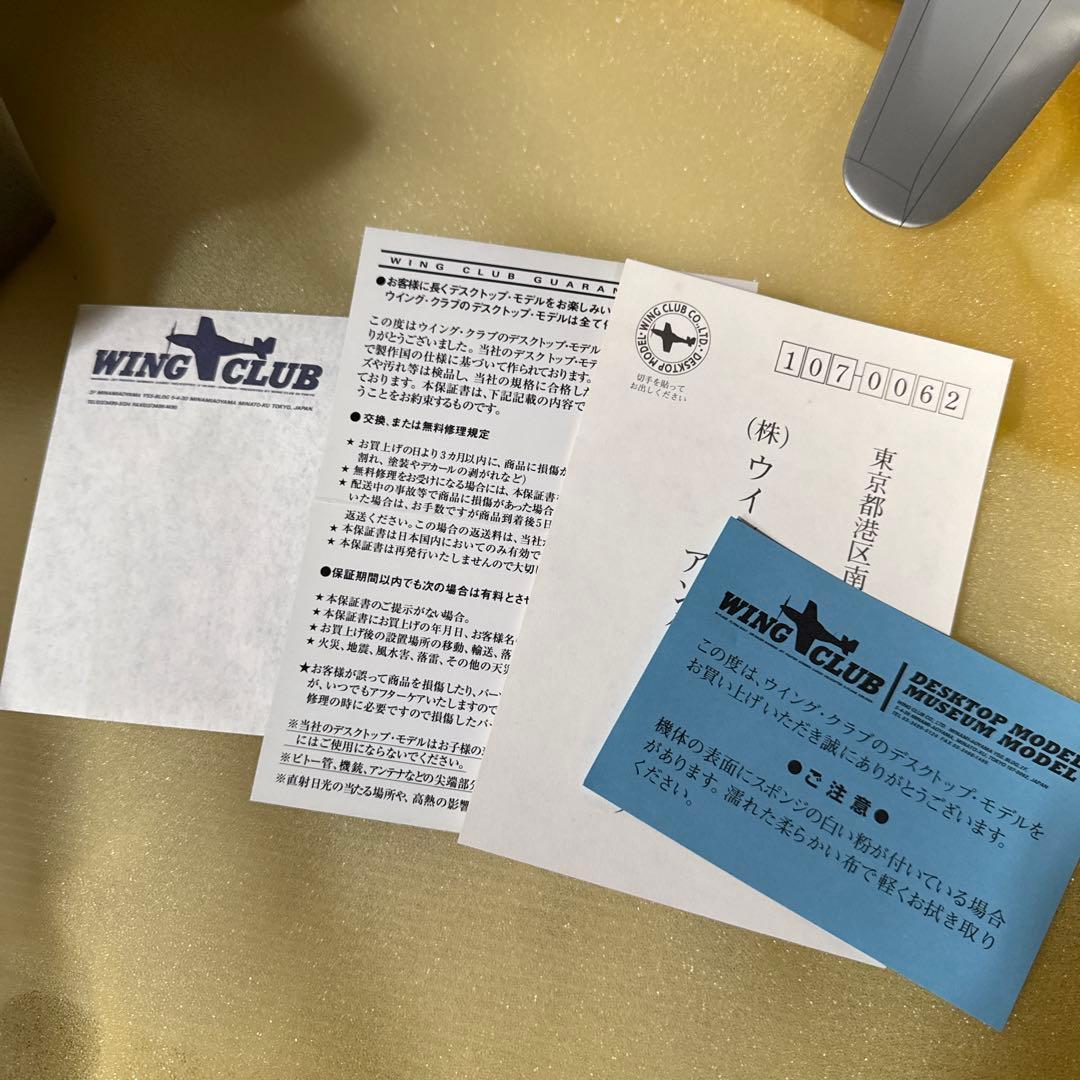 WING CLUB
2F MINAMIAOYAMA YSS-BLDG 5-4-30 MINAMIAOYAMA MINATO-KU TOKYO, JAPAN
WING CLUB GUARAN
●お客様に長くデスクトップ・モデルをお楽しみい
ウイング・クラブのデスクトップ・モデルは全て
この度はウイング・クラブのデスクトップ・モデル
りがとうございました。当社のデスクトップ・モデ
で製作国の仕様に基づいて作られております。
ズや汚れ等は検品し、当社の規格に合格した
ております。本保証書は、下記記載の内容で
うことをお約束するものです。
●交換、または無料修理規定
★お買上げの日より3カ月以内に、商品に損傷が
割れ、塗装やデカールの剥がれなど)
★無料修理をお受けになる場合には、本保証書
★配送中の事故等で商品に損傷があった場合
いた場合は、お手数ですが商品到着後5日
返送ください。この場合の返送料は、当社
★本保証書は日本国内においてのみ有効で
★本保証書は再発行いたしませんので大切
●保証期間以内でも次の場合は有料とさせ
★本保証書のご提示がない場合。
★本保証書にお買上げの年月日、お客様名
★お買上げ後の設置場所の移動、輸送、落
★火災、地震、風水害、落雷、その他の天災
★お客様が誤って商品を損傷したり、パー
が、いつでもアフターケアいたしますので
修理の時に必要ですので損傷したパー
※当社のデスクトップ・モデルはお子様の
にはご使用にならないでください。
※ピトー管、機銃、アンテナなどの尖端部
※直射日光の当たる場所や、高熱の影響
DESKTOP MODEL・WING CLUB CO.,LTD.・
切手を貼って
お出しください
107-0062
東京都港区南
(株)ウイ
アン
WING CLUB
DESKTOP MODEL
MUSEUM MODEL
この度は、ウイング・クラブのデスクトップ・モデルを
お買い上げいただき誠にありがとうございます。
●ご注意●
機体の表面にスポンジの白い粉が付いている場合
があります。濡れた柔らかい布で軽くお拭き取り
ください。